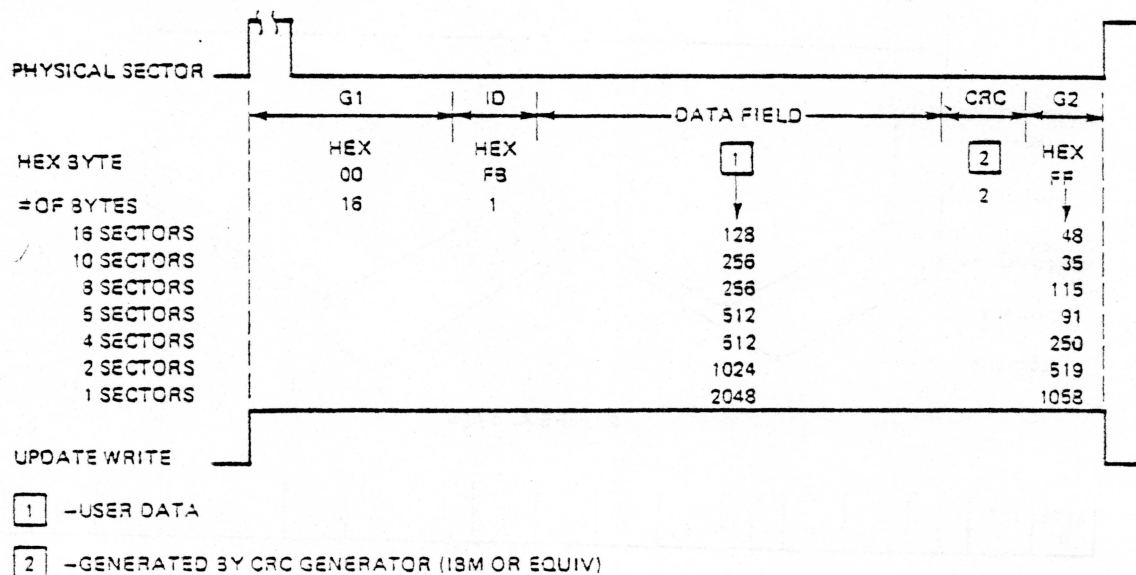 PHYSICAL SECTOR
G1 ID DATA FIELD CRC G2
HEX BYTE HEX 00 HEX FB 1 2 HEX FF
# OF BYTES 16 1 2
16 SECTORS 128 48
10 SECTORS 256 35
8 SECTORS 256 115
5 SECTORS 512 91
4 SECTORS 512 250
2 SECTORS 1024 519
1 SECTORS 2048 1058
UPDATE WRITE
1 –USER DATA
2 –GENERATED BY CRC GENERATOR (IBM OR EQUIV)